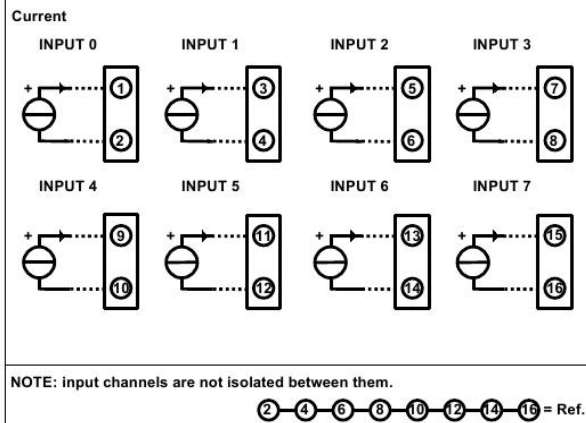 Current
INPUT 0 INPUT 1 INPUT 2 INPUT 3
+ 1 + 3 + 5 + 7
2 4 6 8
INPUT 4 INPUT 5 INPUT 6 INPUT 7
+ 9 + 11 + 13 + 15
10 12 14 16
NOTE: input channels are not isolated between them.
2 4 6 8 10 12 14 16 = Ref.